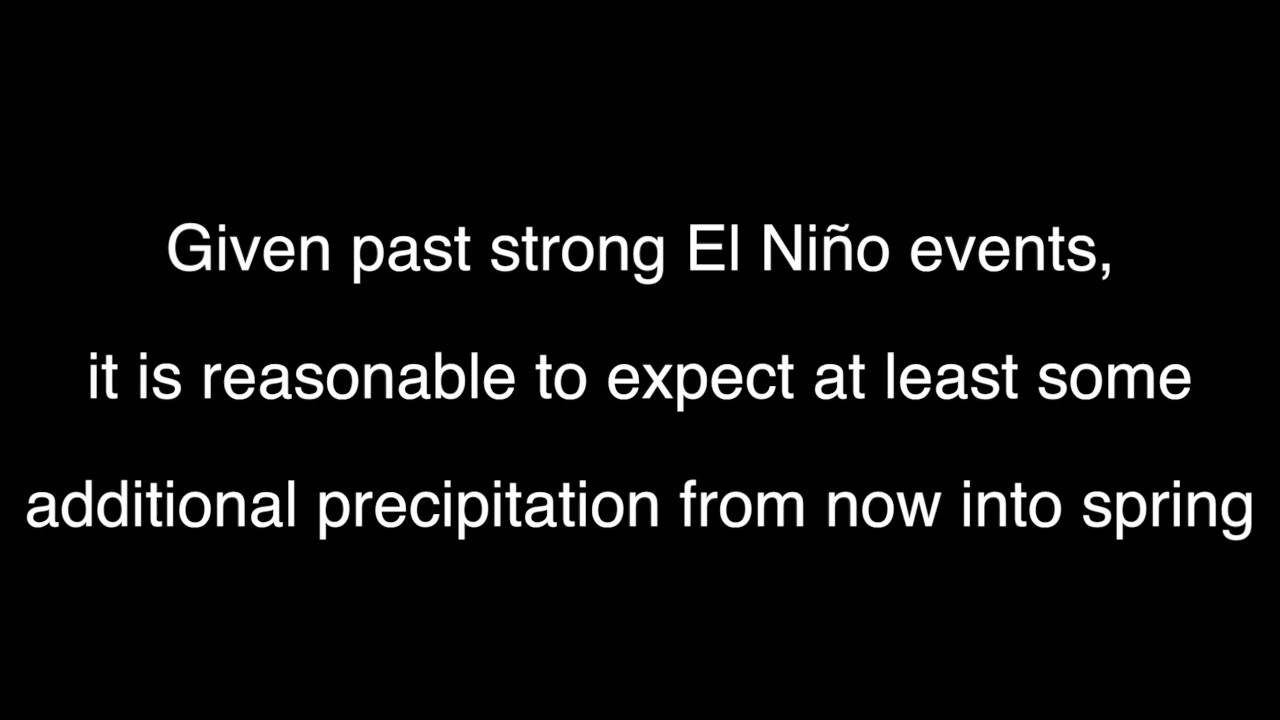 Given past strong El Niño events,
it is reasonable to expect at least some
additional precipitation from now into spring